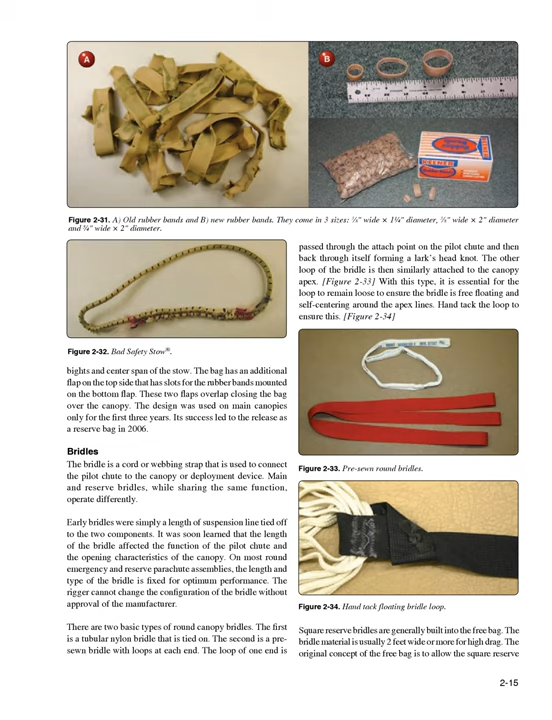 A
B
Figure 2-31. A) Old rubber bands and B) new rubber bands. They come in 3 sizes: ⅜" wide × 1¼" diameter, ⅜" wide × 2" diameter
and ¾" wide × 2" diameter.
Figure 2-32. Bad Safety Stow®.
bights and center span of the stow. The bag has an additional
flap on the top side that has slots for the rubber bands mounted
on the bottom flap. These two flaps overlap closing the bag
over the canopy. The design was used on main canopies
only for the first three years. Its success led to the release as
a reserve bag in 2006.
Bridles
The bridle is a cord or webbing strap that is used to connect
the pilot chute to the canopy or deployment device. Main
and reserve bridles, while sharing the same function,
operate differently.
Early bridles were simply a length of suspension line tied off
to the two components. It was soon learned that the length
of the bridle affected the function of the pilot chute and
the opening characteristics of the canopy. On most round
emergency and reserve parachute assemblies, the length and
type of the bridle is fixed for optimum performance. The
rigger cannot change the configuration of the bridle without
approval of the manufacturer.
There are two basic types of round canopy bridles. The first
is a tubular nylon bridle that is tied on. The second is a pre-
sewn bridle with loops at each end. The loop of one end is
passed through the attach point on the pilot chute and then
back through itself forming a lark's head knot. The other
loop of the bridle is then similarly attached to the canopy
apex. [Figure 2-33] With this type, it is essential for the
loop to remain loose to ensure the bridle is free floating and
self-centering around the apex lines. Hand tack the loop to
ensure this. [Figure 2-34]
Figure 2-33. Pre-sewn round bridles.
Figure 2-34. Hand tack floating bridle loop.
Square reserve bridles are generally built into the free bag. The
bridle material is usually 2 feet wide or more for high drag. The
original concept of the free bag is to allow the square reserve
2-15